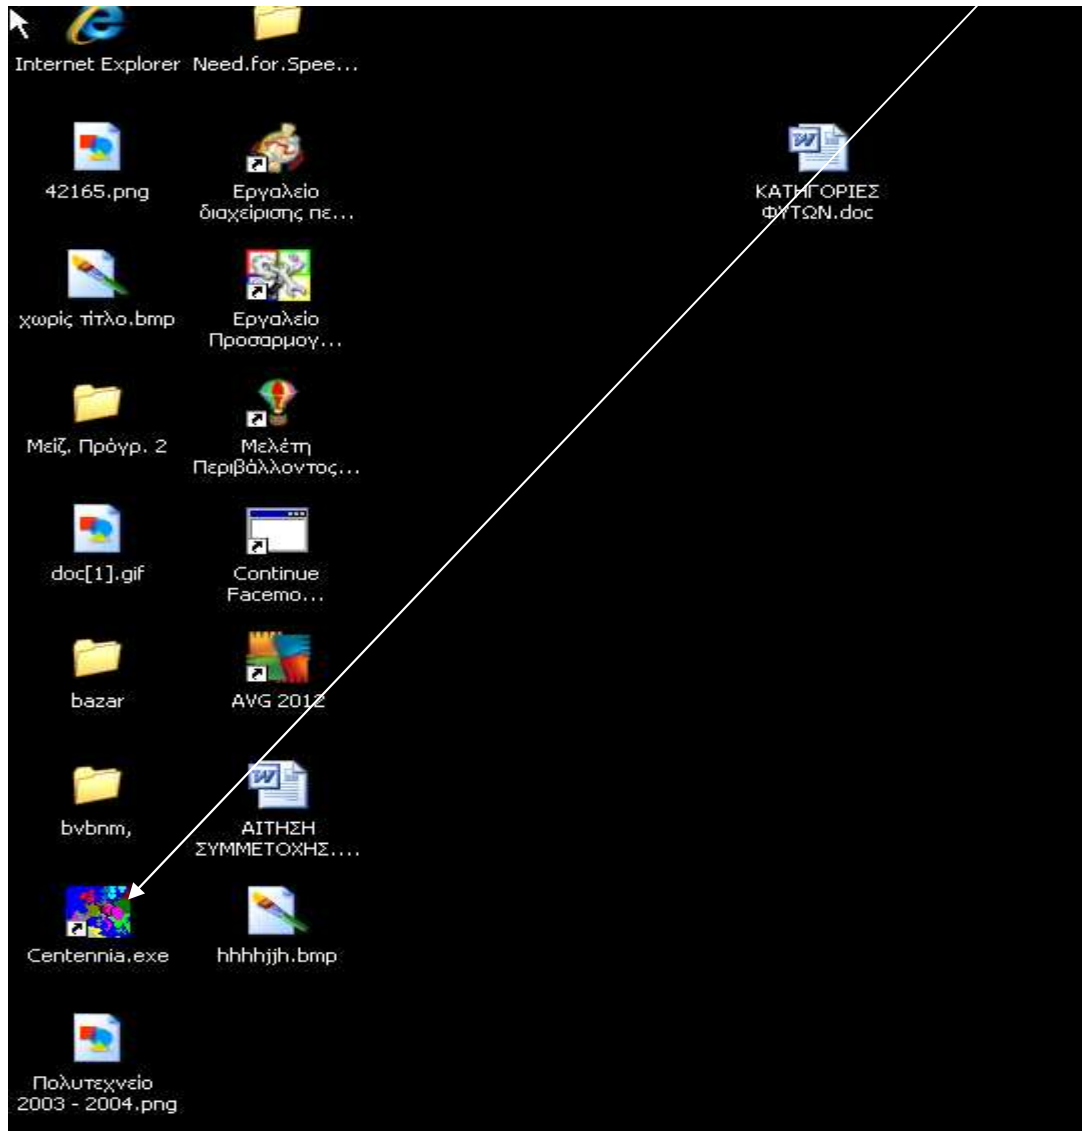 Internet Explorer
Need.for.Spee...
42165.png
Εργαλείο
διαχείρισης πε...
ΚΑΤΗΓΟΡΙΕΣ
ΦΥΤΩΝ.doc
χωρίς τίτλο.bmp
Εργαλείο
Προσαρμογ...
Μείζ. Πρόγρ. 2
Μελέτη
Περιβάλλοντος...
doc[1].gif
Continue
Facemo...
bazar
AVG 2012
bvbnm,
ΑΙΤΗΣΗ
ΣΥΜΜΕΤΟΧΗΣ....
Centennia.exe
hhhhjjh.bmp
Πολυτεχνείο
2003 - 2004.png